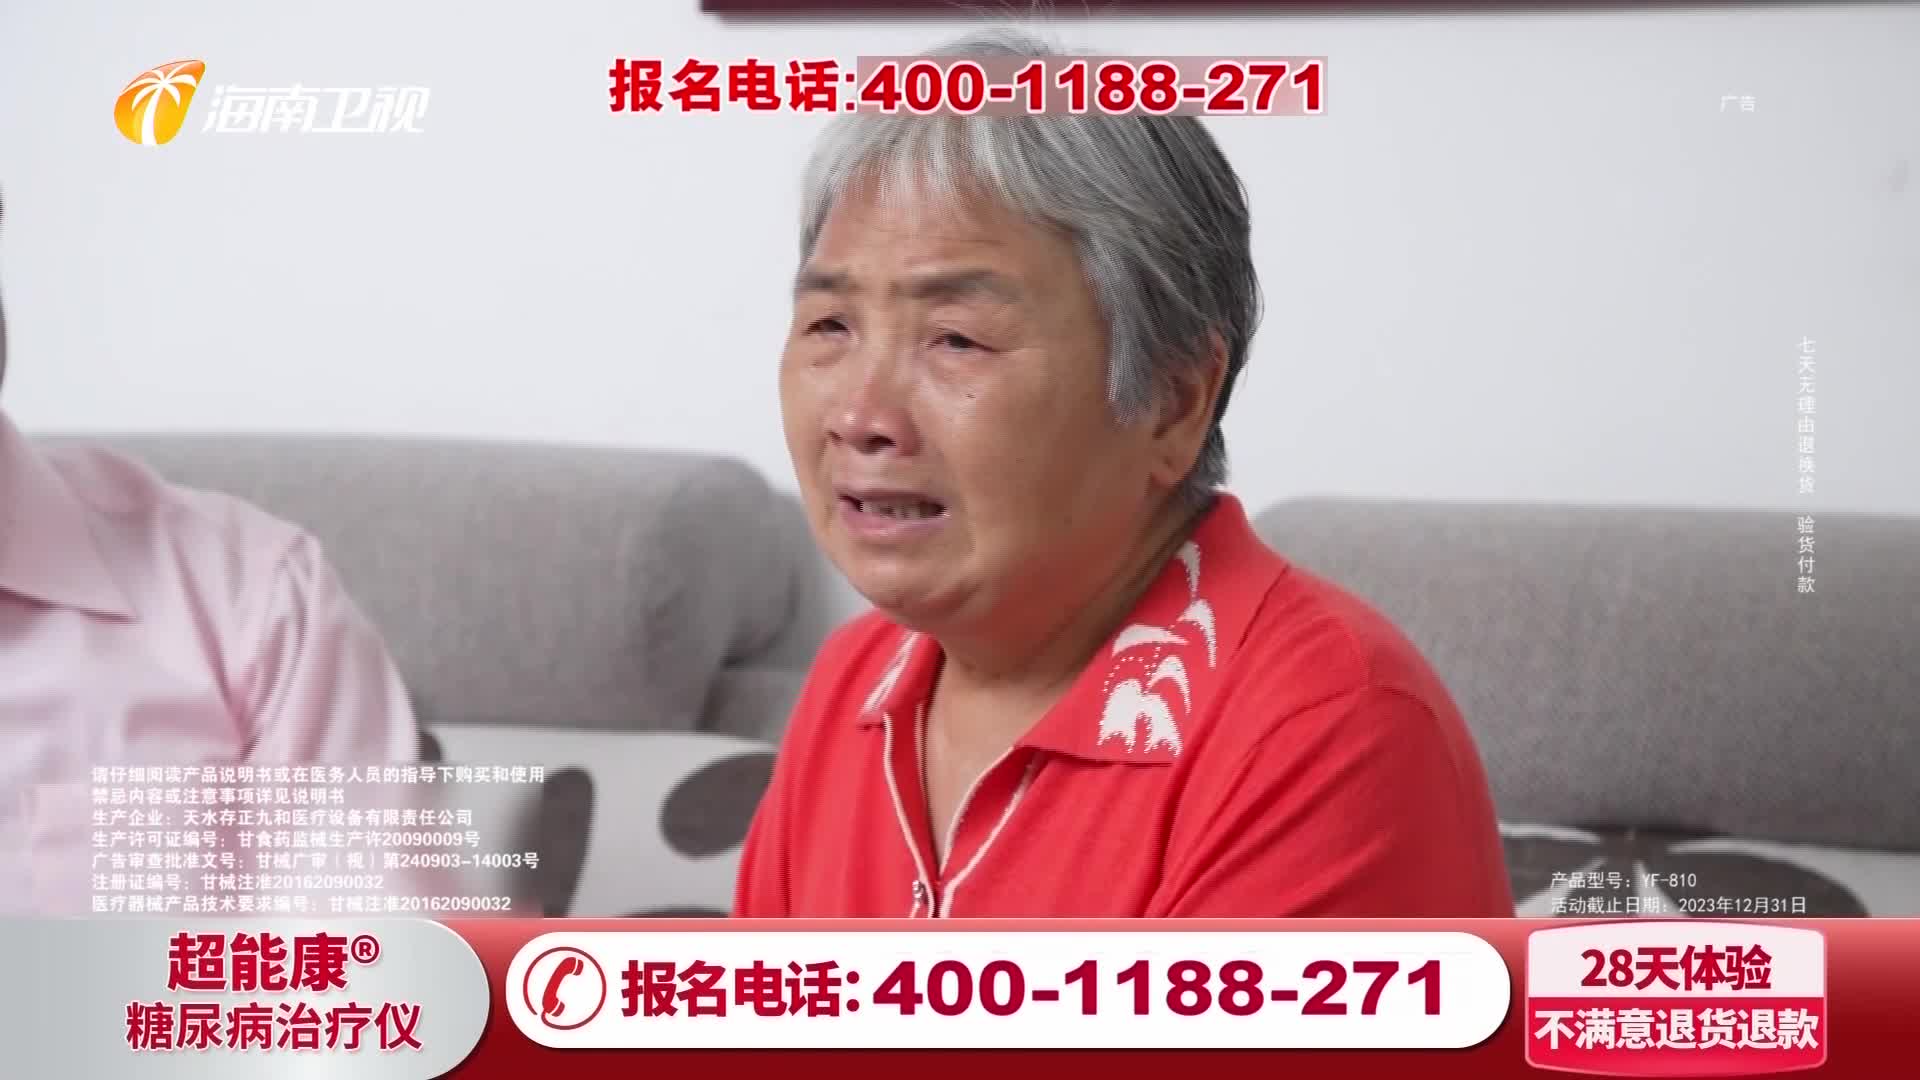 海南卫视
报名电话:400-1188-271
广告
七天无理由退换货 验货付款
请仔细阅读产品说明书或在医务人员的指导下购买和使用
禁忌内容或注意事项详见说明书
生产企业：天水存正九和医疗设备有限责任公司
生产许可证编号：甘食药监械生产许20090009号
广告审查批准文号：甘械广审（视）第240903-14003号
注册证编号：甘械注准20162090032
医疗器械产品技术要求编号：甘械注准20162090032
产品型号：YF-810
活动截止日期：2023年12月31日
超能康®
糖尿病治疗仪
报名电话:400-1188-271
28天体验
不满意退货退款